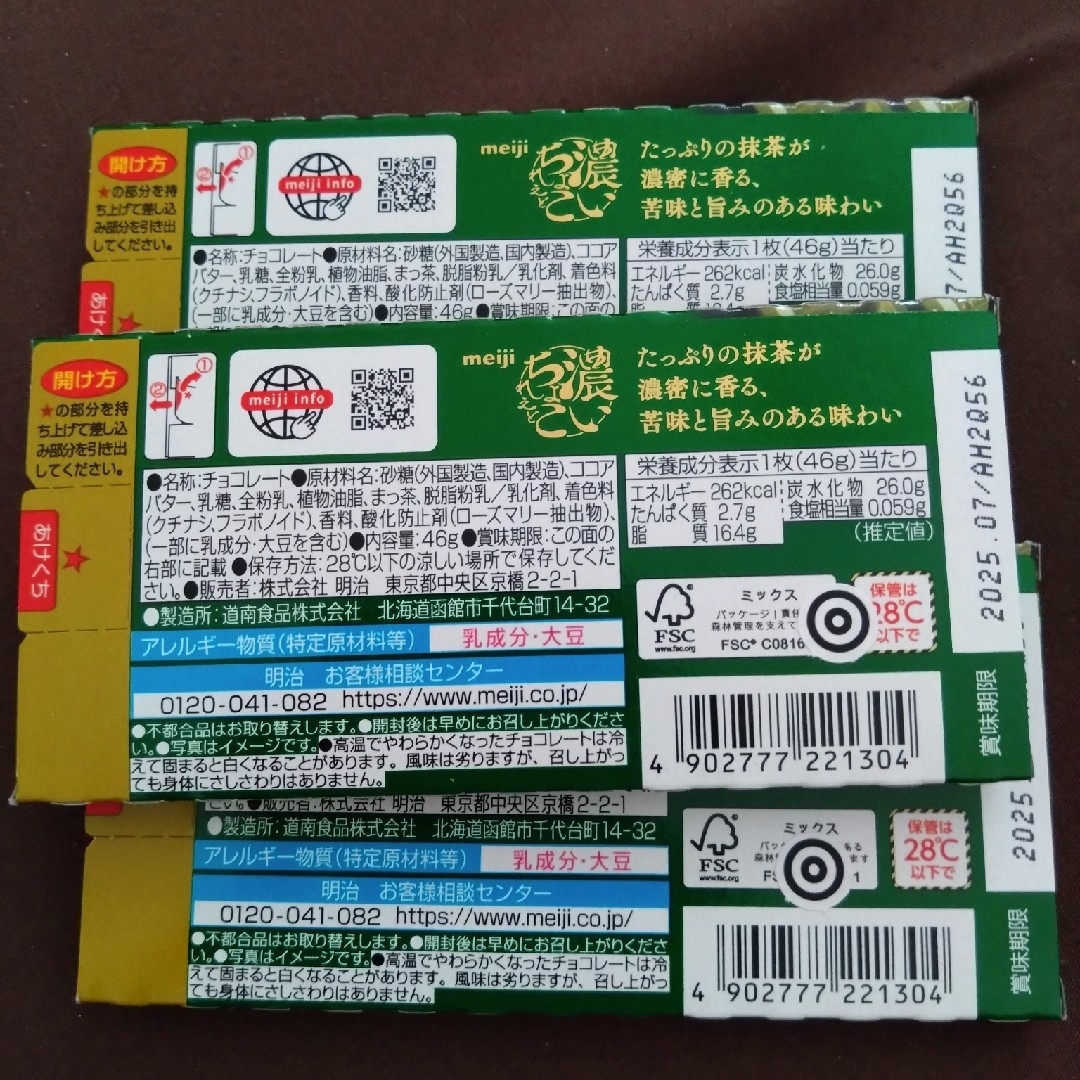 開け方
★の部分を持
ち上げて差し込
み部分を引き出
してください。
①
②
meiji info
meiji
濃いちょこ
たっぷりの抹茶が
濃密に香る、
苦味と旨みのある味わい
●名称:チョコレート●原材料名:砂糖(外国製造、国内製造)、ココア
バター、乳糖、全粉乳、植物油脂、まっ茶、脱脂粉乳/乳化剤、着色料
(クチナシ、フラボノイド)、香料、酸化防止剤(ローズマリー抽出物)、
(一部に乳成分・大豆を含む)●内容量:46g●賞味期限:この面の
栄養成分表示1枚(46g)当たり
エネルギー 262kcal 炭水化物 26.0g
たんぱく質 2.7g 食塩相当量 0.059g
7/AH2Q56
開け方
★の部分を持
ち上げて差し込
み部分を引き出
してください。
あけくち
①
②
meiji info
meiji
たっぷりの抹茶が
濃密に香る、
苦味と旨みのある味わい
●名称:チョコレート●原材料名:砂糖(外国製造、国内製造)、ココア
バター、乳糖、全粉乳、植物油脂、まっ茶、脱脂粉乳/乳化剤、着色料
(クチナシ、フラボノイド)、香料、酸化防止剤(ローズマリー抽出物)、
(一部に乳成分・大豆を含む)●内容量:46g●賞味期限:この面の
右部に記載●保存方法:28℃以下の涼しい場所で保存してくだ
さい。●販売者:株式会社 明治 東京都中央区京橋2-2-1
●製造所:道南食品株式会社 北海道函館市千代台町14-32
アレルギー物質(特定原材料等) 乳成分・大豆
明治 お客様相談センター
0120-041-082 https://www.meiji.co.jp/
●不都合品はお取り替えします。●開封後は早めにお召し上がりくださ
い。●写真はイメージです。●高温でやわらかくなったチョコレートは冷
えて固まると白くなることがあります。風味は劣りますが、召し上がっ
ても身体にさしさわりはありません。
栄養成分表示1枚(46g)当たり
エネルギー 262kcal 炭水化物 26.0g
たんぱく質 2.7g 食塩相当量 0.059g
脂 質 16.4g (推定値)
FSC
www.fsc.org
ミックス
パッケージ|責任
森林管理を支えて
FSC® C0816
保管は
28℃
以下で
4 902777 221304
2025.07/AH2Q56
賞味期限
さい。●販売者:株式会社 明治 東京都中央区京橋2-2-1
●製造所:道南食品株式会社 北海道函館市千代台町14-32
アレルギー物質(特定原材料等) 乳成分・大豆
明治 お客様相談センター
0120-041-082 https://www.meiji.co.jp/
●不都合品はお取り替えします。●開封後は早めにお召し上がりくださ
い。●写真はイメージです。●高温でやわらかくなったチョコレートは冷
えて固まると白くなることがあります。風味は劣りますが、召し上がっ
ても身体にさしさわりはありません。
FSC
www.fsc.org
ミックス
保管は
28℃
以下で
4 902777 221304
2025
賞味期限